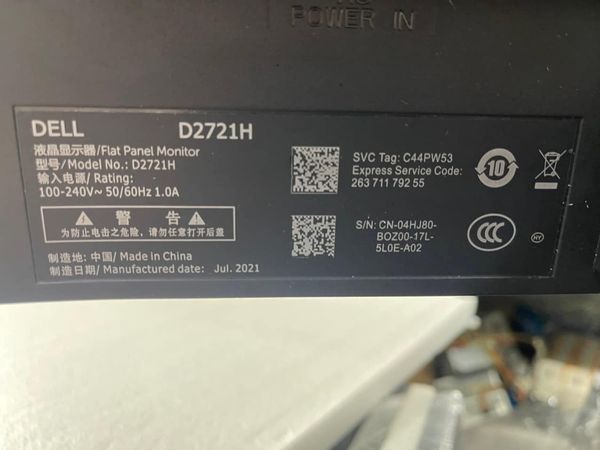 POWER IN
DELL D2721H
液晶显示器/Flat Panel Monitor
型号/Model No.: D2721H
输入电源/ Rating:
100-240V~ 50/60Hz 1.0A
警 告
为防止电击之危险，请勿任意打开后盖
制造地: 中国/ Made in China
制造日期/ Manufactured date: Jul. 2021
SVC Tag: C44PW53
Express Service Code:
263 711 792 55
S/N: CN-04HJ80-
BOZ00-17L-
5L0E-A02
10
CCC
HY